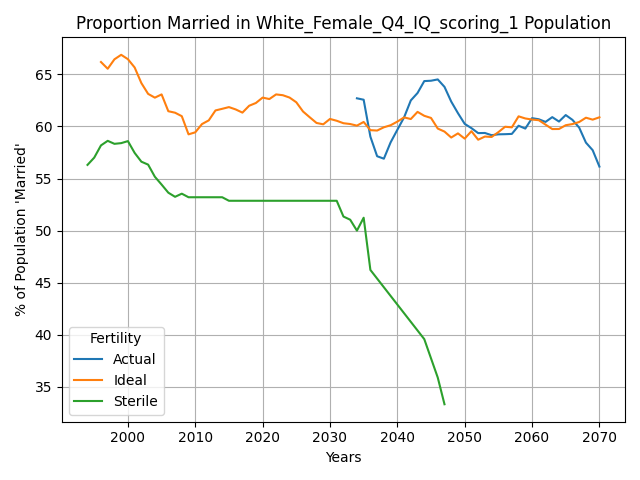 Proportion Married in White_Female_Q4_IQ_scoring_1 Population
% of Population 'Married'
65
60
55
50
45
40
35
Fertility
Actual
Ideal
Sterile
2000 2010 2020 2030 2040 2050 2060 2070
Years